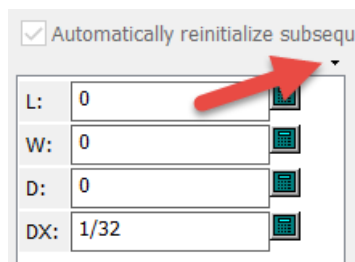 Automatically reinitialize subsequ
L: 0
W: 0
D: 0
DX: 1/32